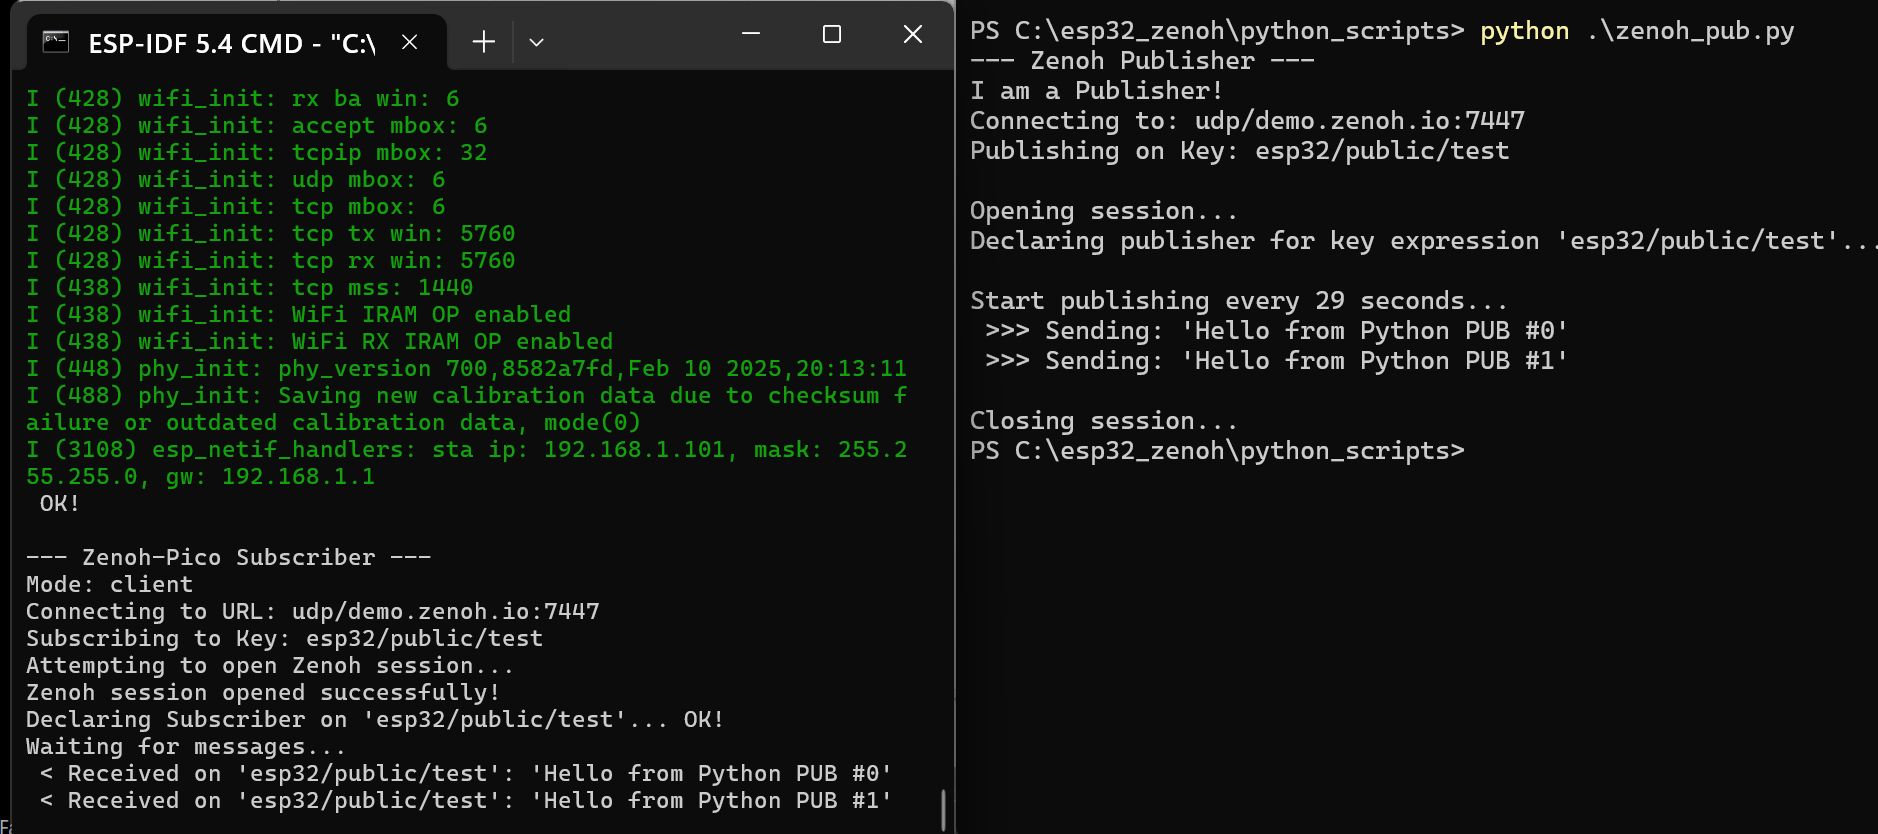 ESP-IDF 5.4 CMD - "C:\
I (428) wifi_init: rx ba win: 6
I (428) wifi_init: accept mbox: 6
I (428) wifi_init: tcpip mbox: 32
I (428) wifi_init: udp mbox: 6
I (428) wifi_init: tcp mbox: 6
I (428) wifi_init: tcp tx win: 5760
I (428) wifi_init: tcp rx win: 5760
I (438) wifi_init: tcp mss: 1440
I (438) wifi_init: WiFi IRAM OP enabled
I (438) wifi_init: WiFi RX IRAM OP enabled
I (448) phy_init: phy_version 700,8582a7fd,Feb 10 2025,20:13:11
I (488) phy_init: Saving new calibration data due to checksum f
ailure or outdated calibration data, mode(0)
I (3108) esp_netif_handlers: sta ip: 192.168.1.101, mask: 255.2
55.255.0, gw: 192.168.1.1
OK!
--- Zenoh-Pico Subscriber ---
Mode: client
Connecting to URL: udp/demo.zenoh.io:7447
Subscribing to Key: esp32/public/test
Attempting to open Zenoh session...
Zenoh session opened successfully!
Declaring Subscriber on 'esp32/public/test'... OK!
Waiting for messages...
< Received on 'esp32/public/test': 'Hello from Python PUB #0'
< Received on 'esp32/public/test': 'Hello from Python PUB #1'
PS C:\esp32_zenoh\python_scripts> python .\zenoh_pub.py
--- Zenoh Publisher ---
I am a Publisher!
Connecting to: udp/demo.zenoh.io:7447
Publishing on Key: esp32/public/test
Opening session...
Declaring publisher for key expression 'esp32/public/test'...
Start publishing every 29 seconds...
>>> Sending: 'Hello from Python PUB #0'
>>> Sending: 'Hello from Python PUB #1'
Closing session...
PS C:\esp32_zenoh\python_scripts>